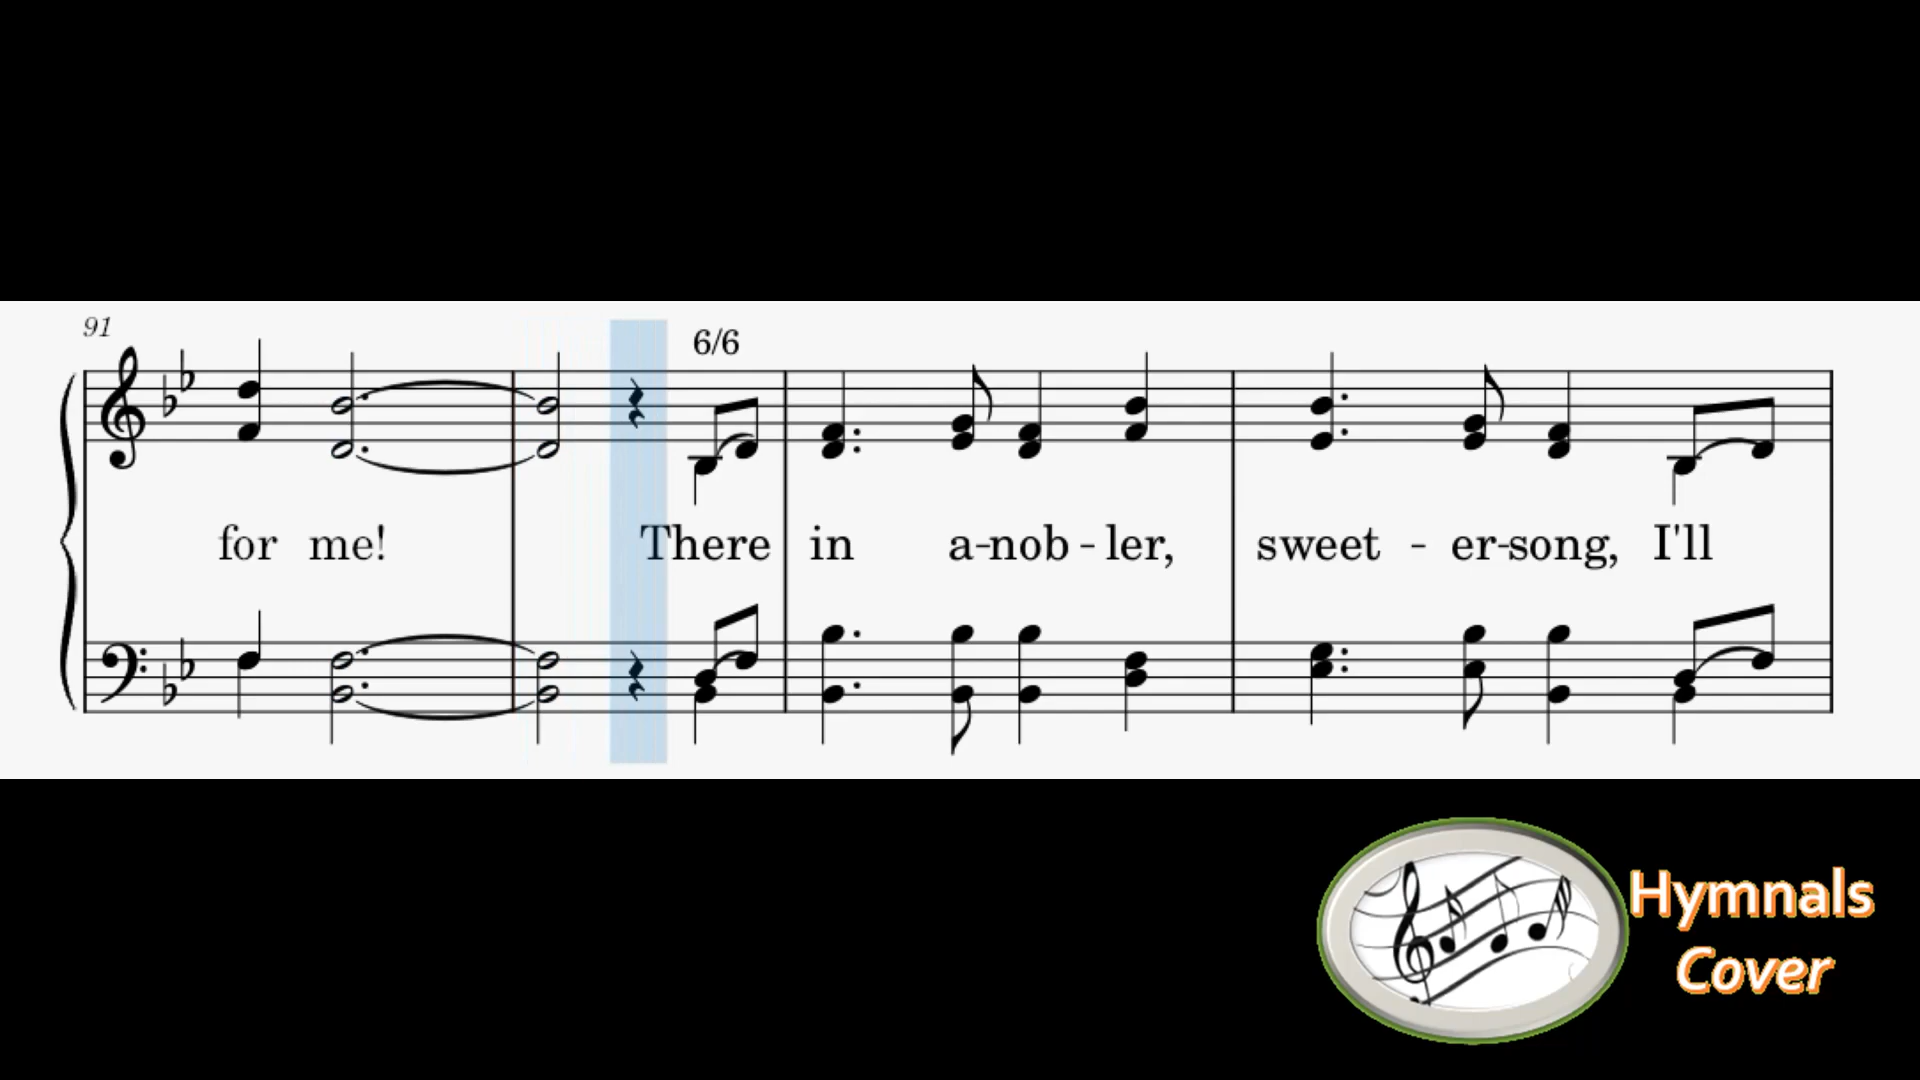 91
6/6
for me! There in a-nob-ler, sweet - er-song, I'll
Hymnals
Cover